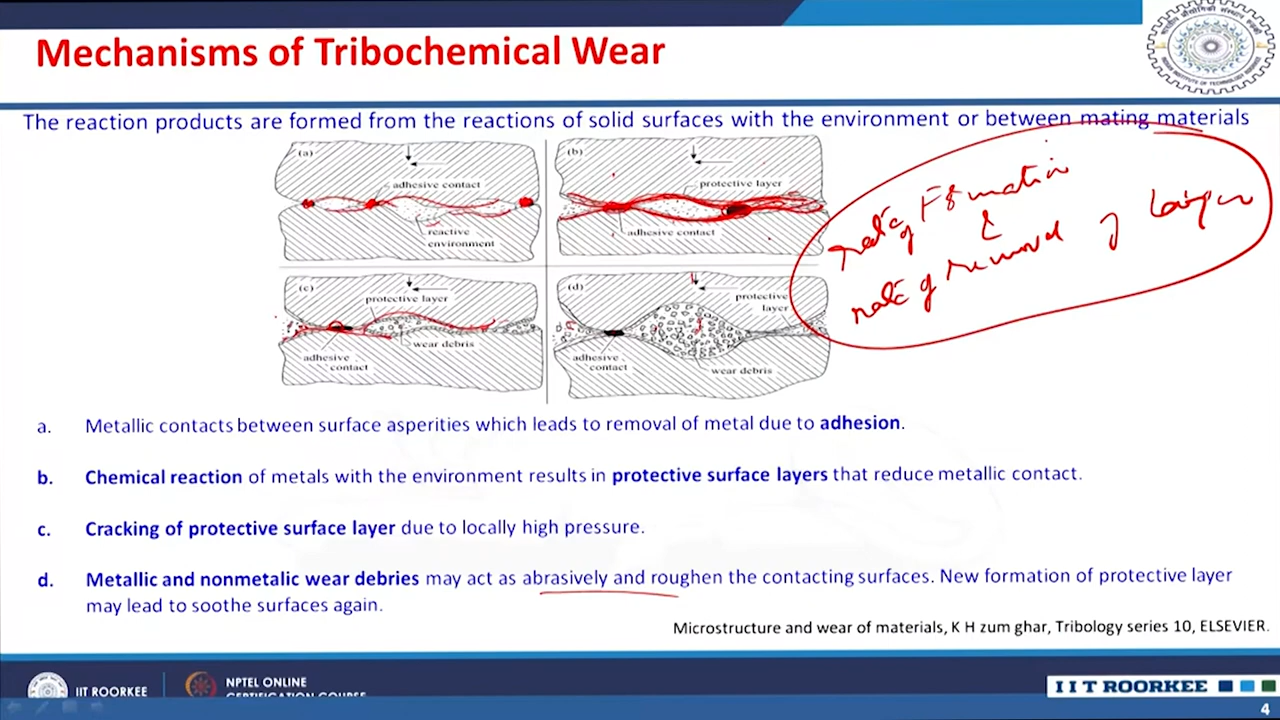 Mechanisms of Tribochemical Wear
The reaction products are formed from the reactions of solid surfaces with the environment or between mating materials
(a)
adhesive contact
reactive
environment
(b)
protective layer
adhesive contact
(c)
protective layer
wear debris
adhesive
contact
(d)
protective
layer
adhesive
contact
wear debris
rate of Formation
&
rate of removal of layer
a. Metallic contacts between surface asperities which leads to removal of metal due to adhesion.
b. Chemical reaction of metals with the environment results in protective surface layers that reduce metallic contact.
c. Cracking of protective surface layer due to locally high pressure.
d. Metallic and nonmetalic wear debries may act as abrasively and roughen the contacting surfaces. New formation of protective layer
may lead to soothe surfaces again.
Microstructure and wear of materials, K H zum ghar, Tribology series 10, ELSEVIER.
IIT ROORKEE
NPTEL ONLINE
CERTIFICATION COURSE
IIT ROORKEE
4